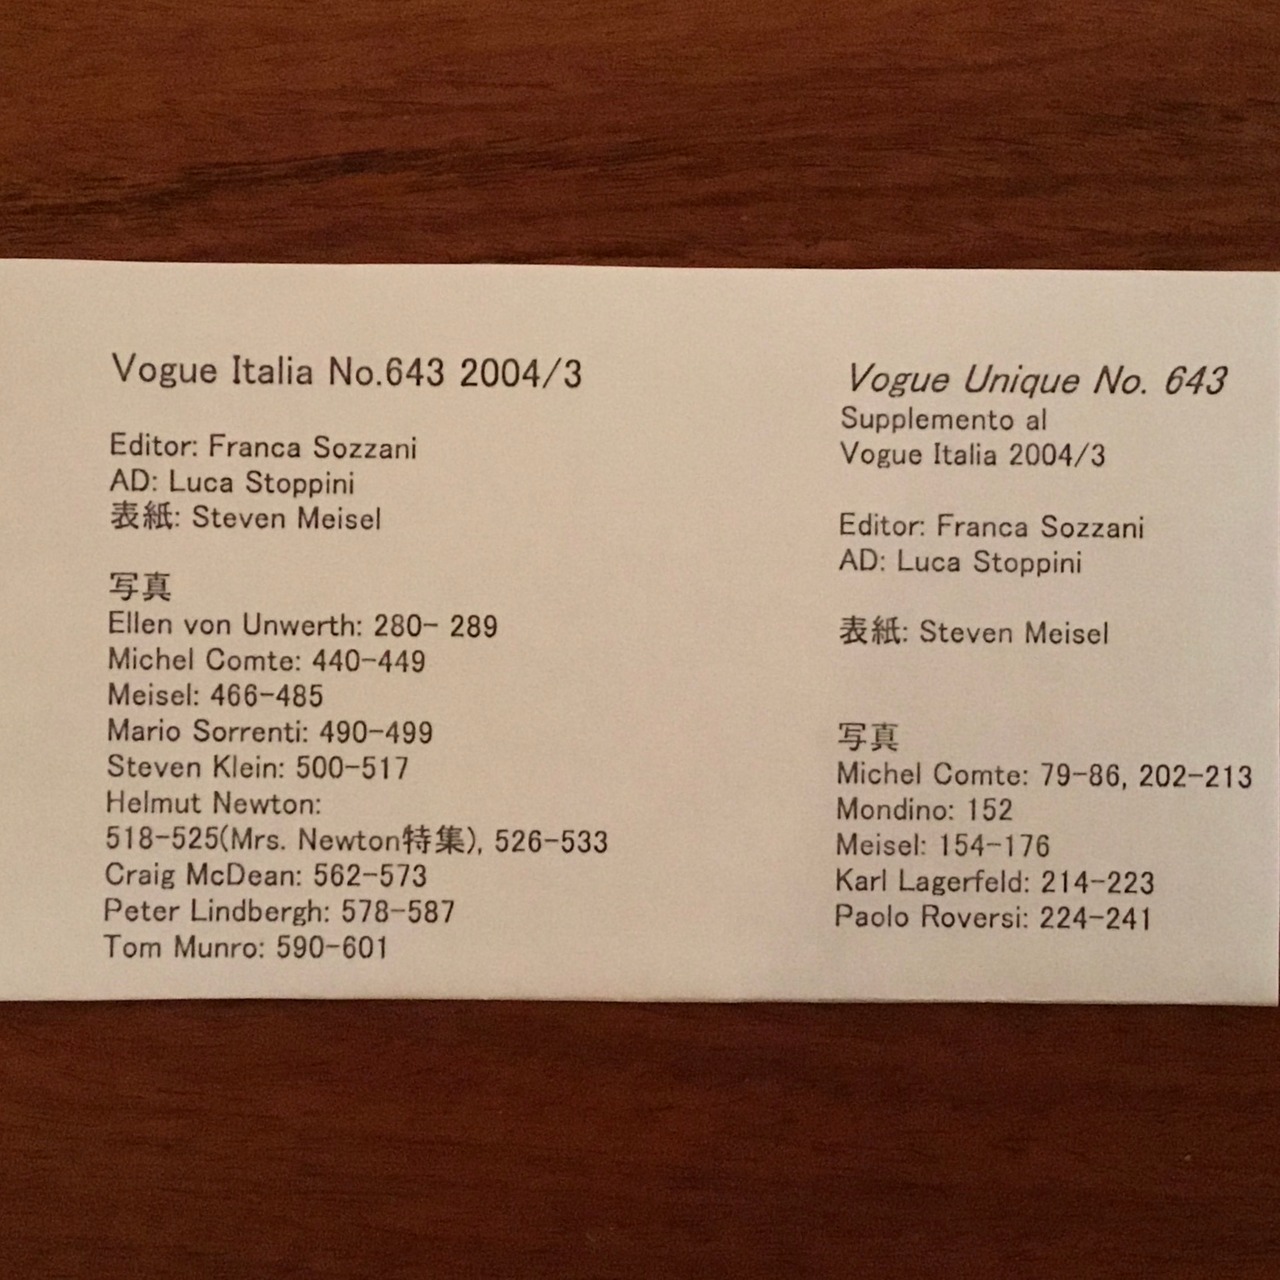 Vogue Italia No.643 2004/3
Editor: Franca Sozzani
AD: Luca Stoppini
表紙: Steven Meisel
写真
Ellen von Unwerth: 280- 289
Michel Comte: 440-449
Meisel: 466-485
Mario Sorrenti: 490-499
Steven Klein: 500-517
Helmut Newton:
518-525(Mrs. Newton特集), 526-533
Craig McDean: 562-573
Peter Lindbergh: 578-587
Tom Munro: 590-601
Vogue Unique No. 643
Supplemento al
Vogue Italia 2004/3
Editor: Franca Sozzani
AD: Luca Stoppini
表紙: Steven Meisel
写真
Michel Comte: 79-86, 202-213
Mondino: 152
Meisel: 154-176
Karl Lagerfeld: 214-223
Paolo Roversi: 224-241